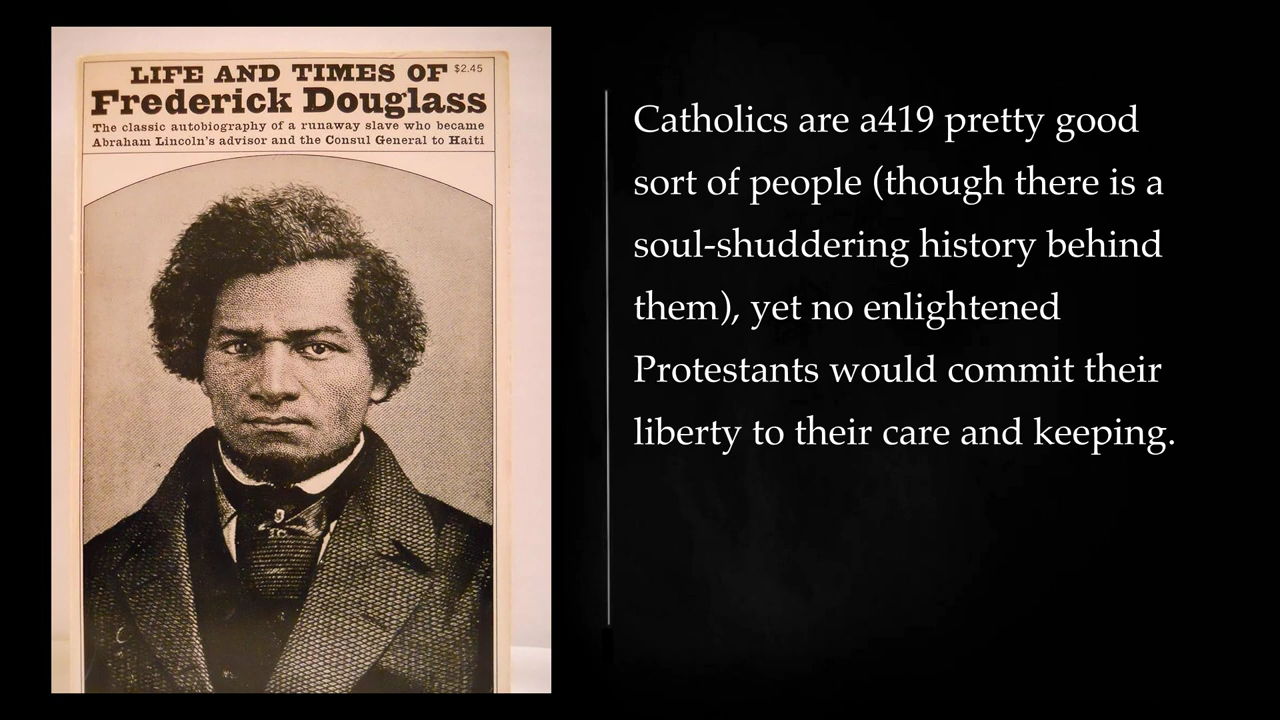 LIFE AND TIMES OF $2.45
Frederick Douglass
The classic autobiography of a runaway slave who became
Abraham Lincoln's advisor and the Consul General to Haiti
Catholics are a419 pretty good
sort of people (though there is a
soul-shuddering history behind
them), yet no enlightened
Protestants would commit their
liberty to their care and keeping.